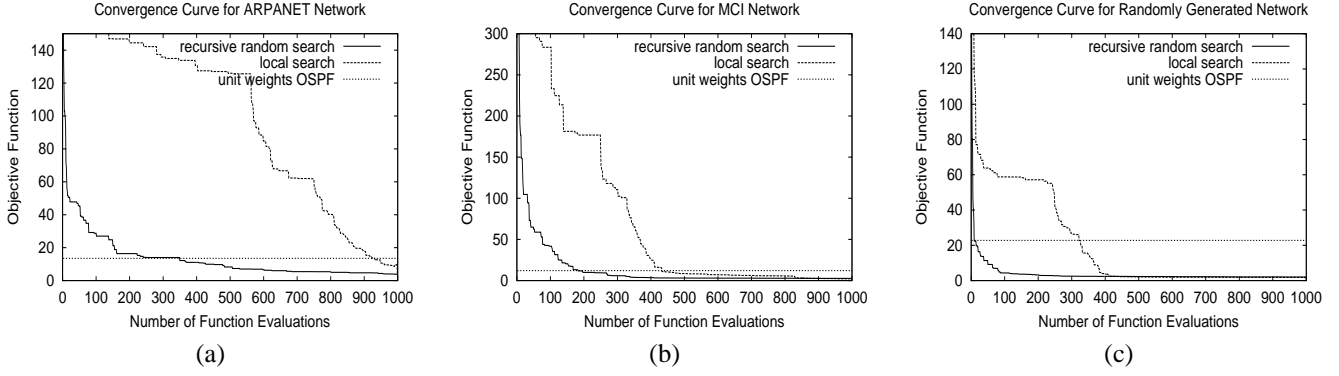 Convergence Curve for ARPANET Network
recursive random search
local search
unit weights OSPF
Objective Function
140
120
100
80
60
40
20
0
0 100 200 300 400 500 600 700 800 900 1000
Number of Function Evaluations
(a)
Convergence Curve for MCI Network
recursive random search
local search
unit weights OSPF
Objective Function
300
250
200
150
100
50
0
0 100 200 300 400 500 600 700 800 900 1000
Number of Function Evaluations
(b)
Convergence Curve for Randomly Generated Network
recursive random search
local search
unit weights OSPF
Objective Function
140
120
100
80
60
40
20
0
0 100 200 300 400 500 600 700 800 900 1000
Number of Function Evaluations
(c)